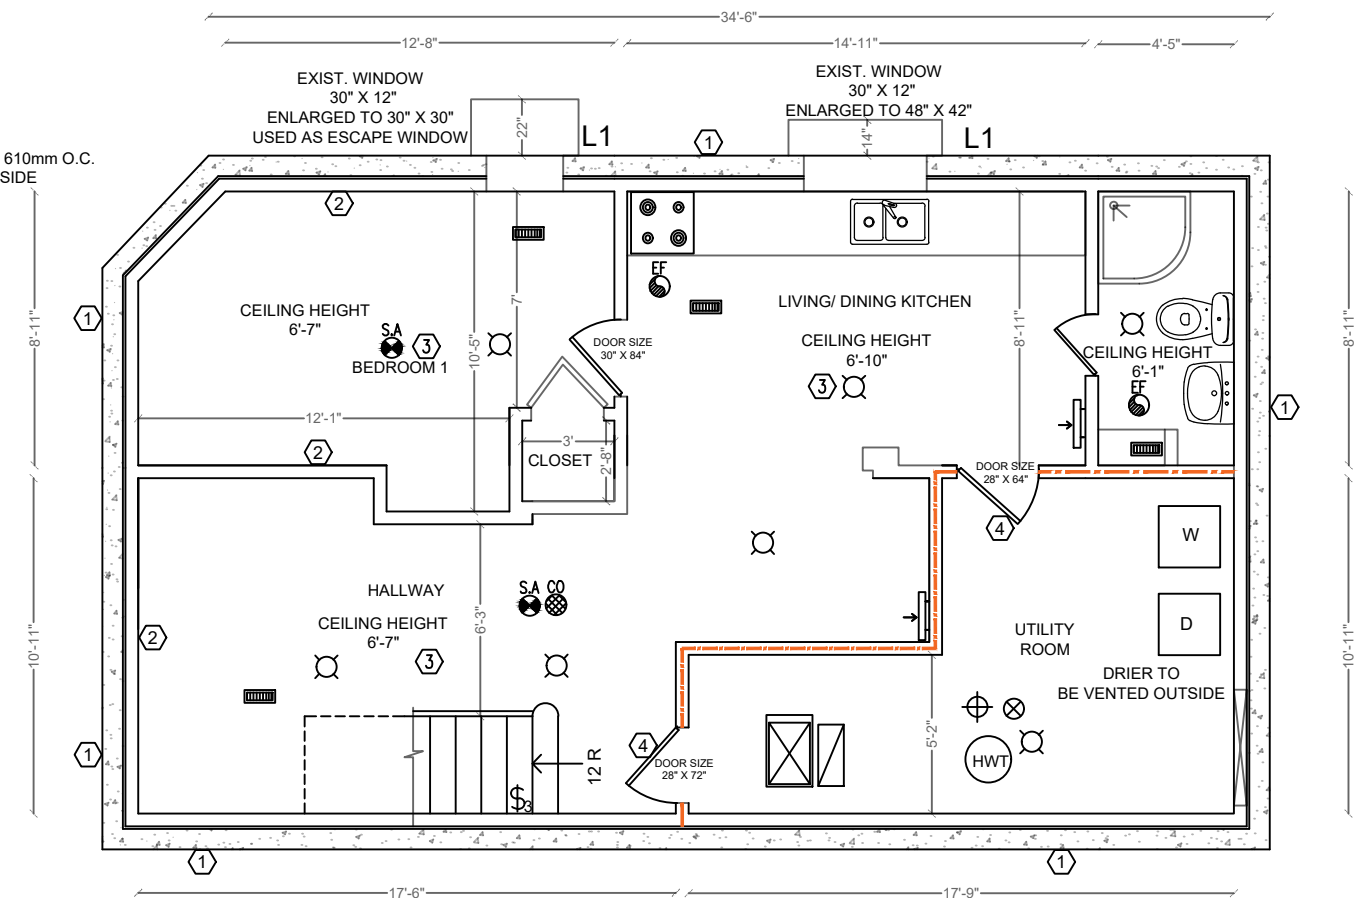 34'-6"
12'-8"
14'-11"
4'-5"
EXIST. WINDOW
30" X 12"
ENLARGED TO 30" X 30"
USED AS ESCAPE WINDOW
22"
L1
EXIST. WINDOW
30" X 12"
ENLARGED TO 48" X 42"
14"
L1
1
610mm O.C.
SIDE
2
EF
7'
CEILING HEIGHT
6'-7"
S.A
3
BEDROOM 1
10'-5"
DOOR SIZE
30" X 84"
LIVING/ DINING KITCHEN
CEILING HEIGHT
6'-10"
3
8'-11"
CEILING HEIGHT
6'-1"
EF
1
8'-11"
8'-11"
1
12'-1"
2
3'
CLOSET
2'-8"
DOOR SIZE
28" X 64"
4
W
D
HALLWAY
CEILING HEIGHT
6'-7"
3
S.A CO
6'-3"
2
10'-11"
10'-11"
UTILITY
ROOM
DRIER TO
BE VENTED OUTSIDE
5'-2"
HWT
4
DOOR SIZE
28" X 72"
12 R
$3
1
1
1
17'-6"
17'-9"